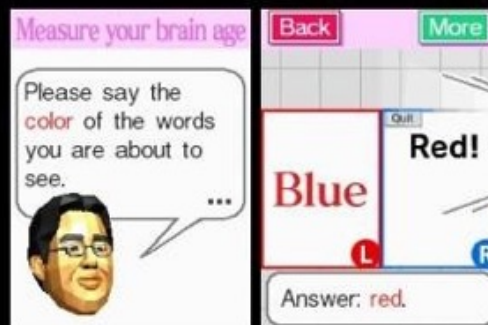 Measure your brain age
Please say the
color of the words
you are about to
see.
...
Back
More
Quit
Blue
Red!
L
R
Answer: red.